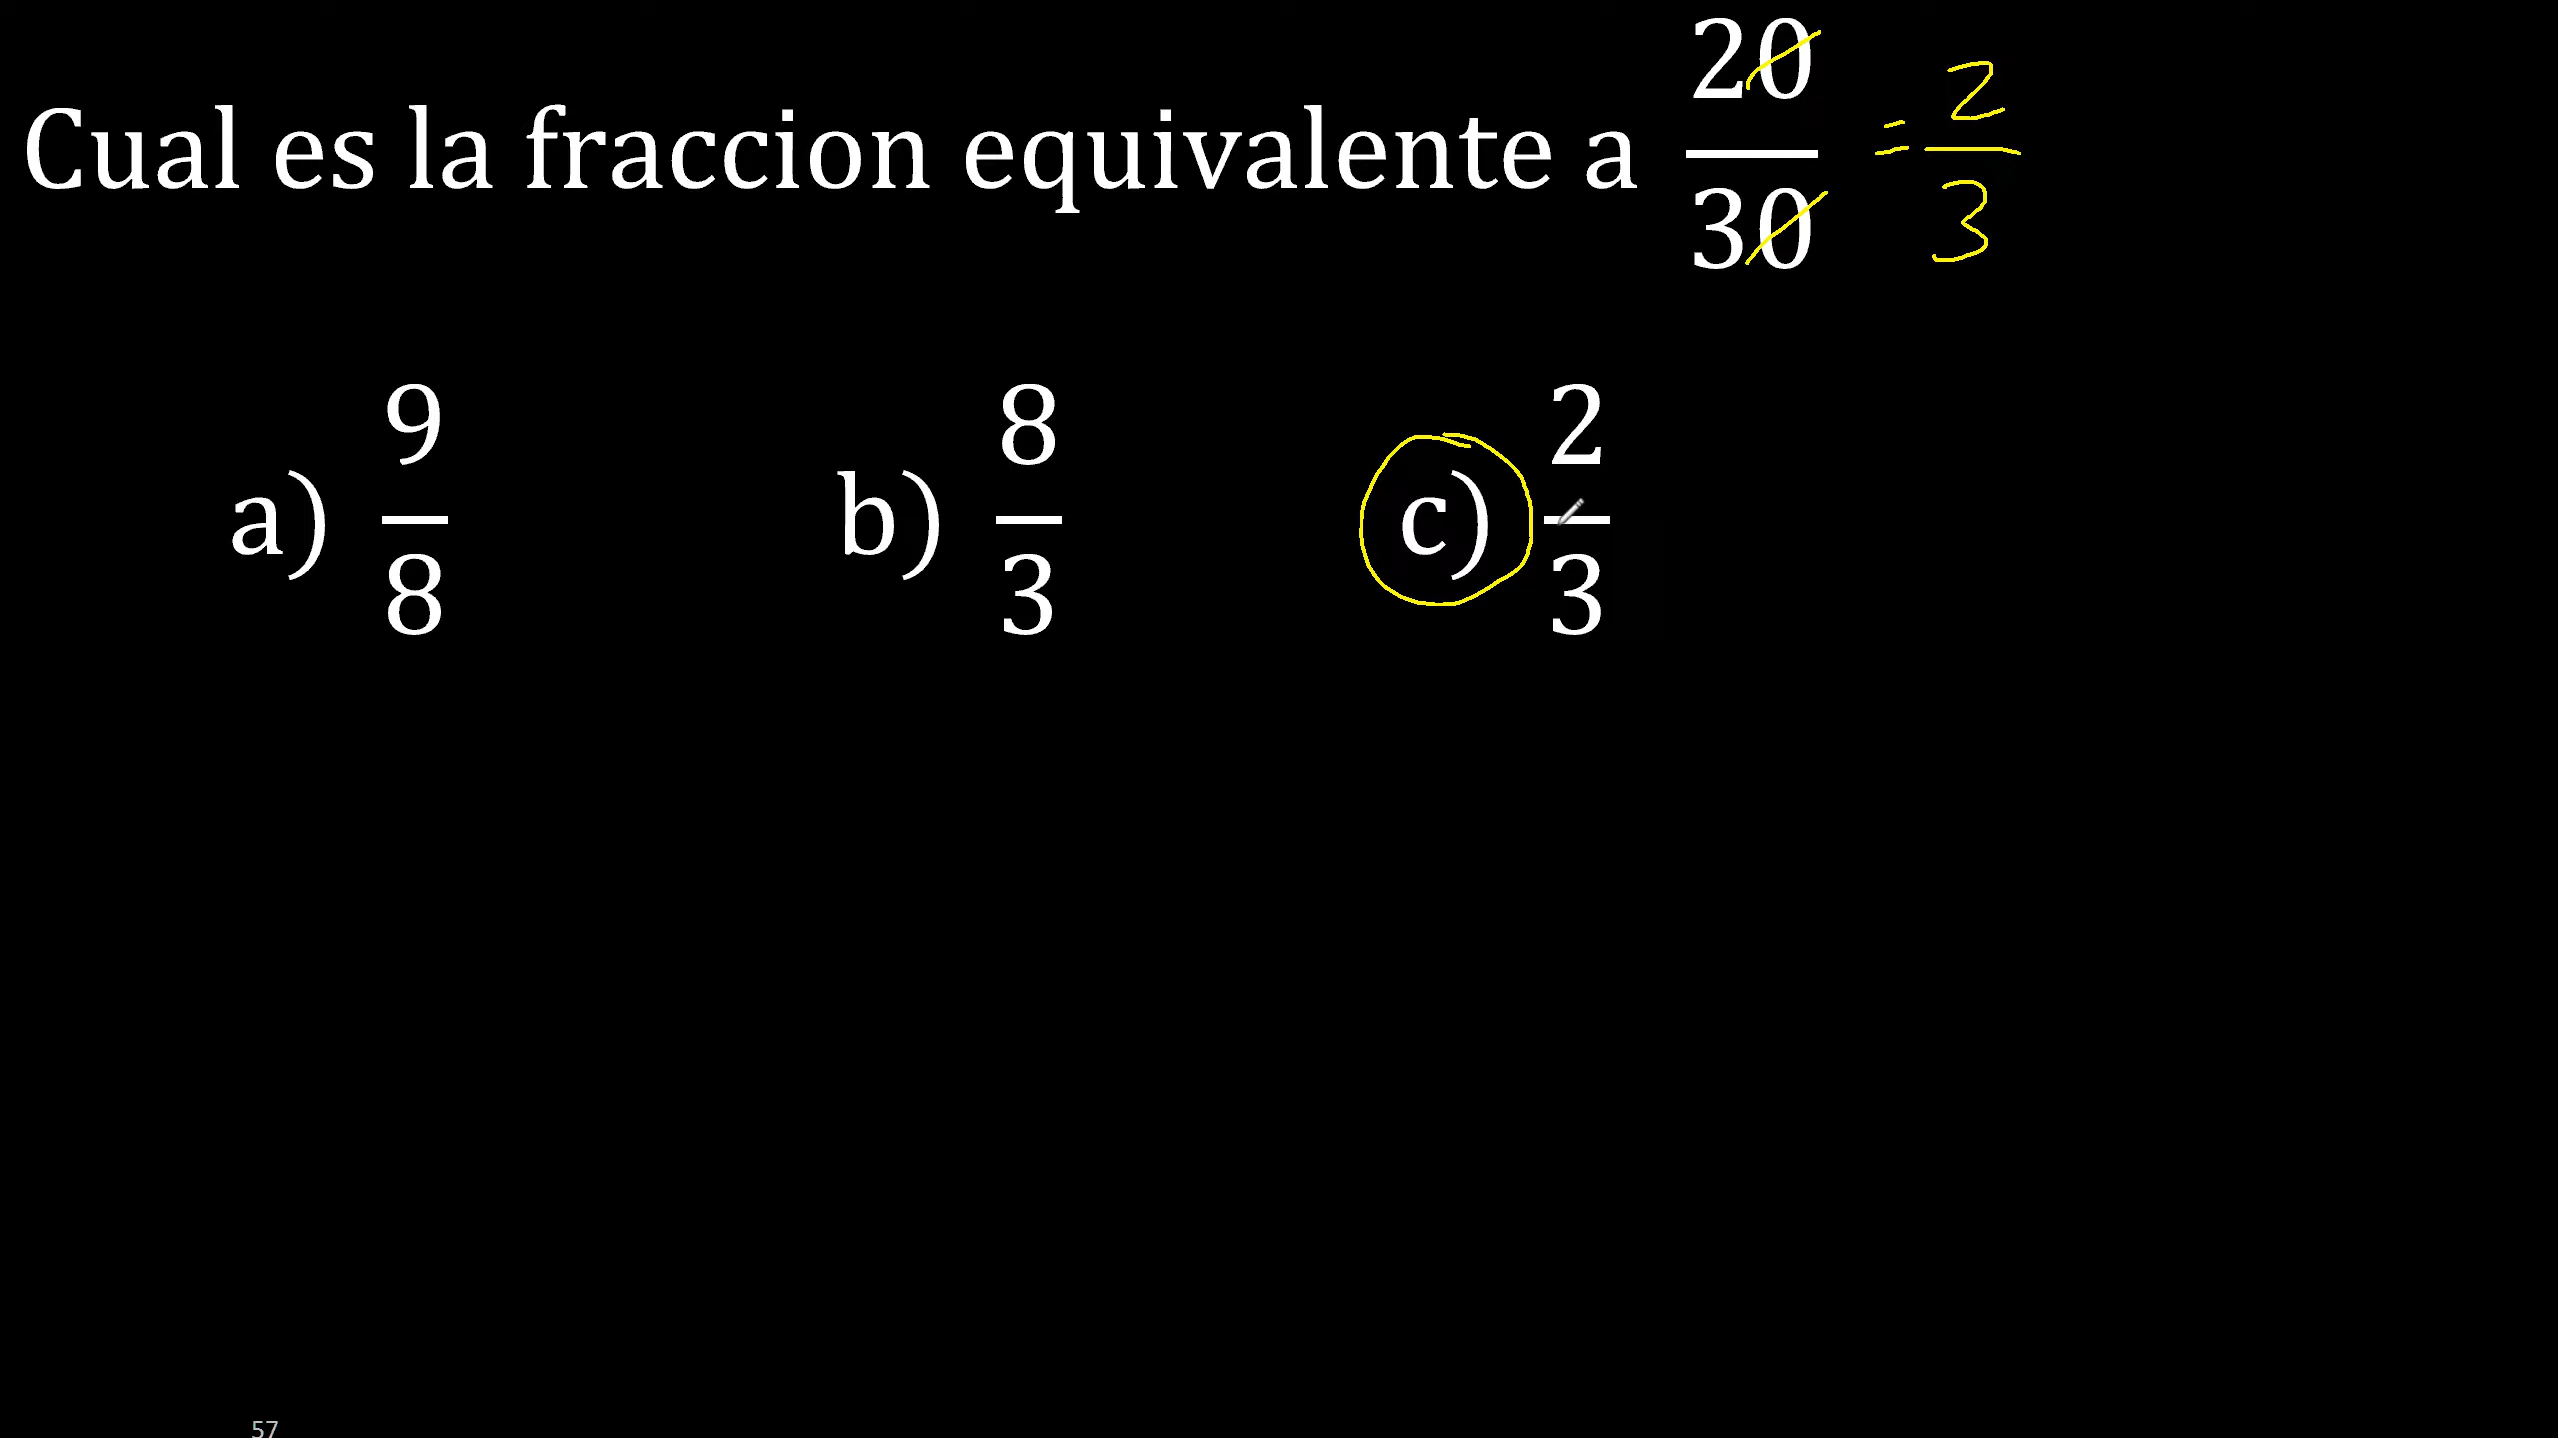 Cual es la fraccion equivalente a 20/30 = 2/3
a) 9/8 b) 8/3 c) 2/3
57